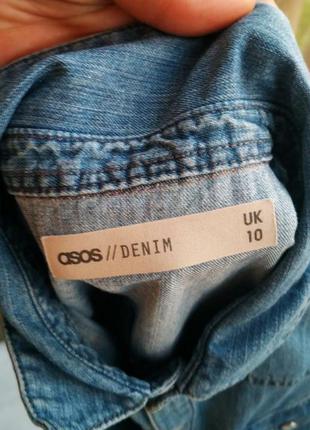 asos // DENIM
UK
10